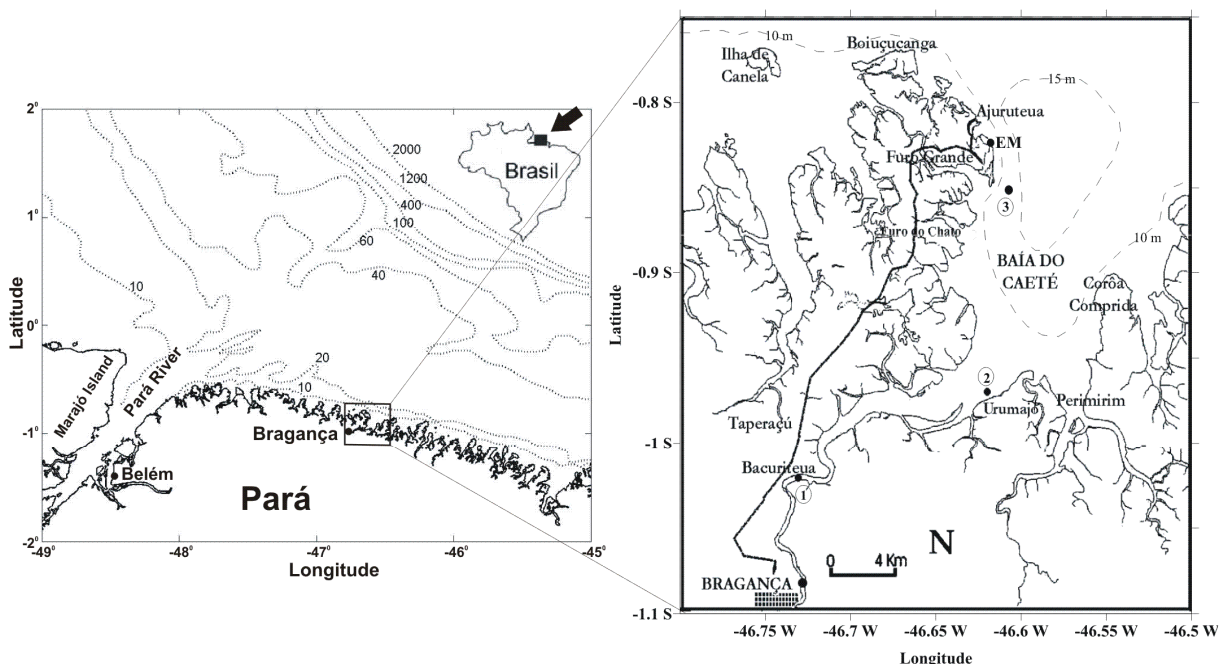 2°
1°
0°
-1°
-2°
Latitude
-49
-48
-47
-46
-45
Longitude
2000
1200
400
100
60
40
10
20
10
Brasil
Marajó Island
Pará River
Bragança
Belém
Pará
10 m
Boiuçucanga
Ilha de
Canela
15 m
-0.8 S
Ajuruteua
EM
Furo Grande
3
Furo do Chato
10 m
BAÍA DO
CAETÉ
-0.9 S
Corôa
Comprida
Latitude
2
Urumajó
Perimirim
Taperaçú
-1 S
Bacuriteua
1
N
0 4 Km
BRAGANÇA
-1.1 S
-46.75 W
-46.7 W
-46.65 W
-46.6 W
-46.55 W
-46.5 W
Longitude